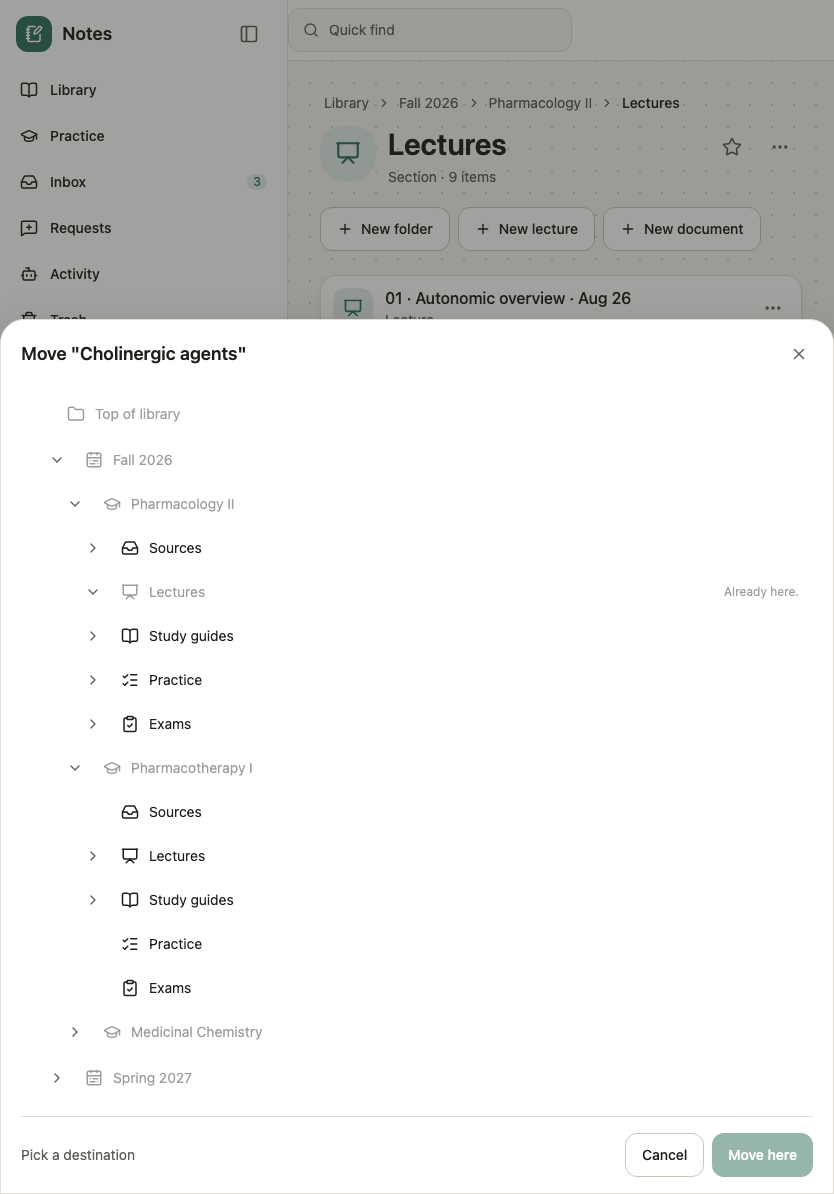 Notes
Quick find
Library
Practice
Inbox 3
Requests
Activity
Trash
Library > Fall 2026 > Pharmacology II > Lectures
Lectures
Section · 9 items
+ New folder
+ New lecture
+ New document
01 · Autonomic overview · Aug 26
Lecture
Move "Cholinergic agents"
Top of library
Fall 2026
Pharmacology II
Sources
Lectures Already here.
Study guides
Practice
Exams
Pharmacotherapy I
Sources
Lectures
Study guides
Practice
Exams
Medicinal Chemistry
Spring 2027
Pick a destination
Cancel
Move here